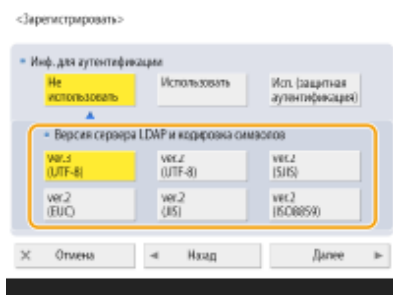 <Зарегистрировать>
Инф. для аутентификации
Не использовать
Использовать
Исп. (защитная аутентификация)
Версия сервера LDAP и кодировка символов
ver.3 (UTF-8)
ver.2 (UTF-8)
ver.2 (SJIS)
ver.2 (EUC)
ver.2 (JIS)
ver.2 (ISO8859)
Отмена
Назад
Далее